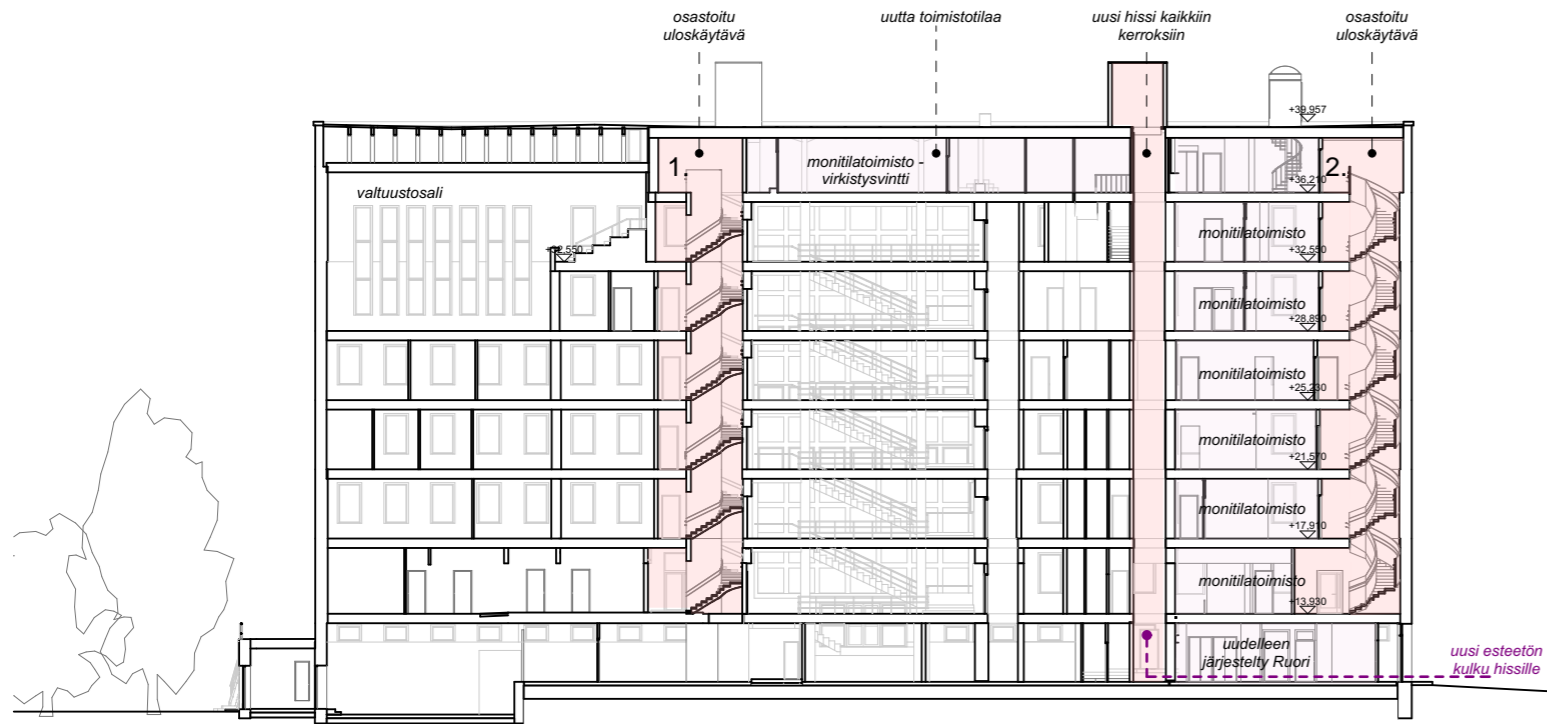 osastoitu
uloskäytävä
uutta toimistotilaa
uusi hissi kaikkiin
kerroksiin
osastoitu
uloskäytävä
+39,957
1.
monitilatoimisto -
virkistysvintti
2.
+36,210
valtuustosali
+32,550
monitilatoimisto
+32,550
monitilatoimisto
+28,890
monitilatoimisto
+25,230
monitilatoimisto
+21,570
monitilatoimisto
+17,910
monitilatoimisto
+13,930
uudelleen
järjestelty Ruori
uusi esteetön
kulku hissille